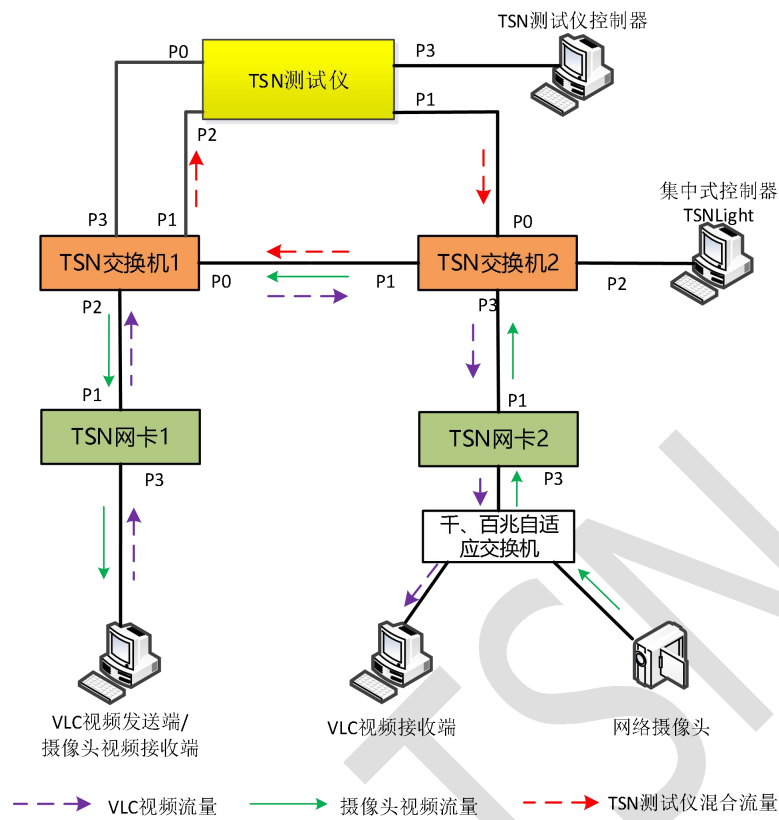 TSN测试仪控制器
P0
TSN测试仪
P3
P1
P2
集中式控制器
TSNLight
P3
P1
P0
TSN交换机1
P0
P1
TSN交换机2
P2
P2
P3
P1
P1
TSN网卡1
TSN网卡2
P3
P3
千、百兆自适
应交换机
VLC视频发送端/
摄像头视频接收端
VLC视频接收端
网络摄像头
VLC视频流量
摄像头视频流量
TSN测试仪混合流量
TSN